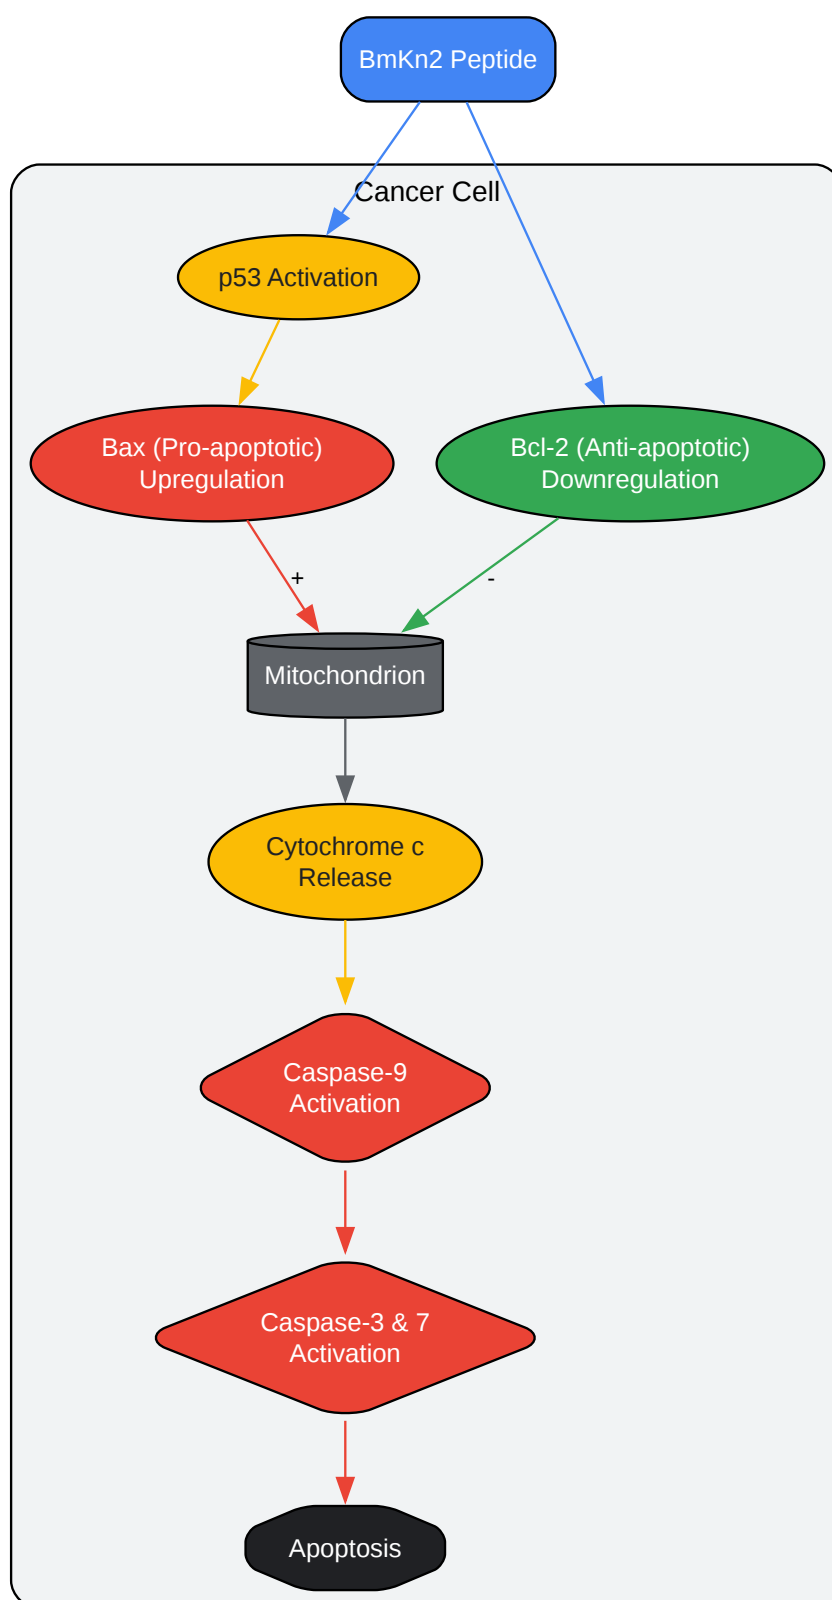 BmKn2 Peptide
Cancer Cell
p53 Activation
Bax (Pro-apoptotic)
Upregulation
Bcl-2 (Anti-apoptotic)
Downregulation
+
-
Mitochondrion
Cytochrome c
Release
Caspase-9
Activation
Caspase-3 & 7
Activation
Apoptosis